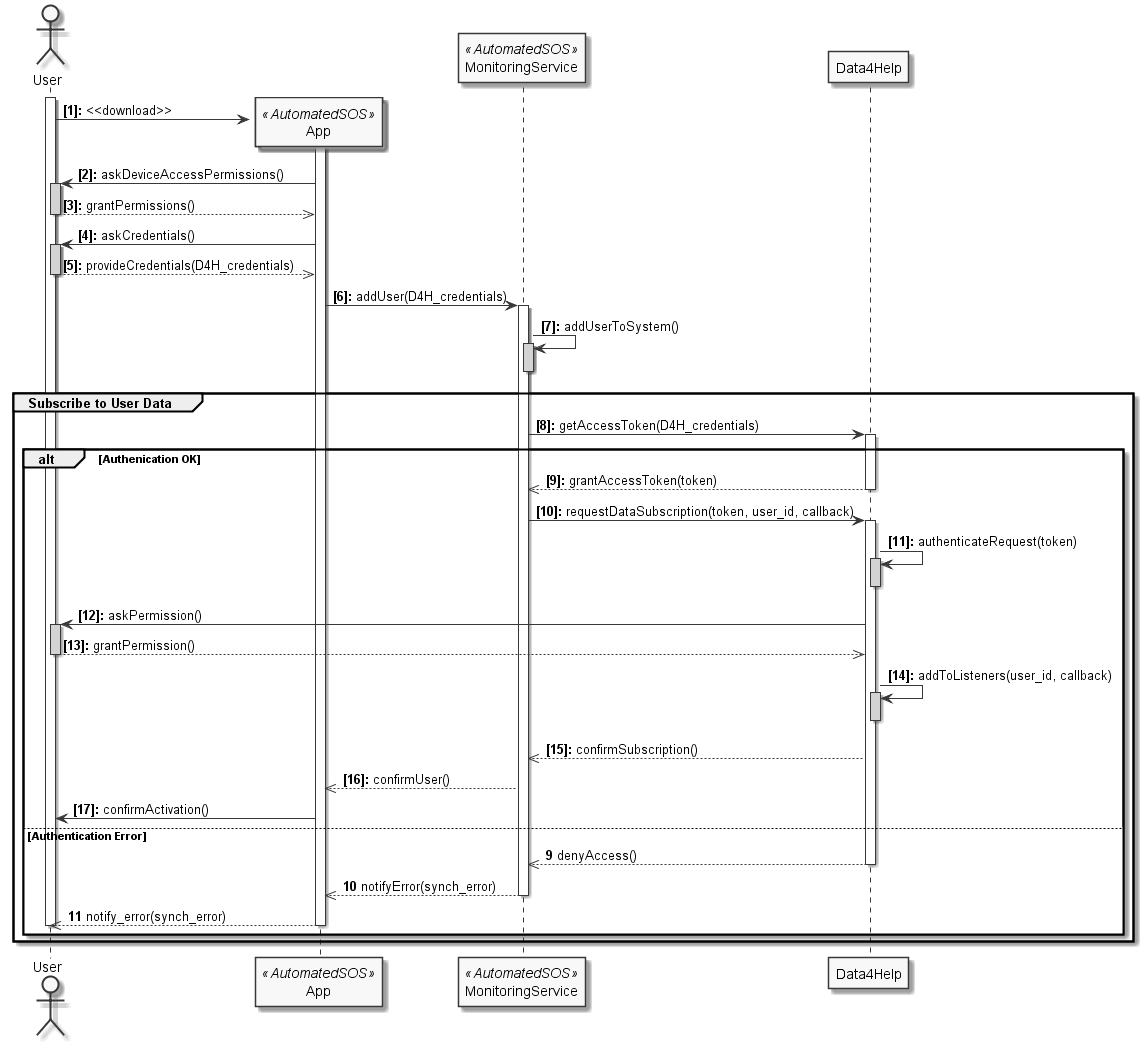 User
« AutomatedSOS»
MonitoringService
Data4Help
[1]: <<download>>
« AutomatedSOS»
App
[2]: askDeviceAccessPermissions()
[3]: grantPermissions()
[4]: askCredentials()
[5]: provideCredentials(D4H_credentials)
[6]: addUser(D4H_credentials)
[7]: addUserToSystem()
Subscribe to User Data
[8]: getAccessToken(D4H_credentials)
alt [Authenication OK]
[9]: grantAccessToken(token)
[10]: requestDataSubscription(token, user_id, callback)
[11]: authenticateRequest(token)
[12]: askPermission()
[13]: grantPermission()
[14]: addToListeners(user_id, callback)
[15]: confirmSubscription()
[16]: confirmUser()
[17]: confirmActivation()
[Authentication Error]
9 denyAccess()
10 notifyError(synch_error)
11 notify_error(synch_error)
User
« AutomatedSOS»
App
« AutomatedSOS»
MonitoringService
Data4Help